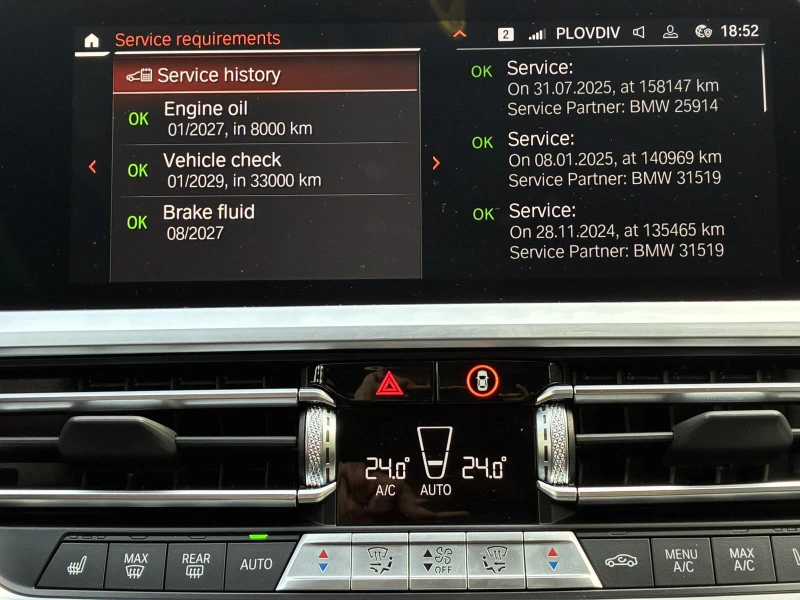 Service requirements
2 PLOVDIV 18:52
Service history
OK Engine oil
01/2027, in 8000 km
OK Vehicle check
01/2029, in 33000 km
OK Brake fluid
08/2027
OK Service:
On 31.07.2025, at 158147 km
Service Partner: BMW 25914
OK Service:
On 08.01.2025, at 140969 km
Service Partner: BMW 31519
OK Service:
On 28.11.2024, at 135465 km
Service Partner: BMW 31519
24.0° 24.0°
A/C AUTO
MAX
REAR
AUTO
OFF
MENU
A/C
MAX
A/C